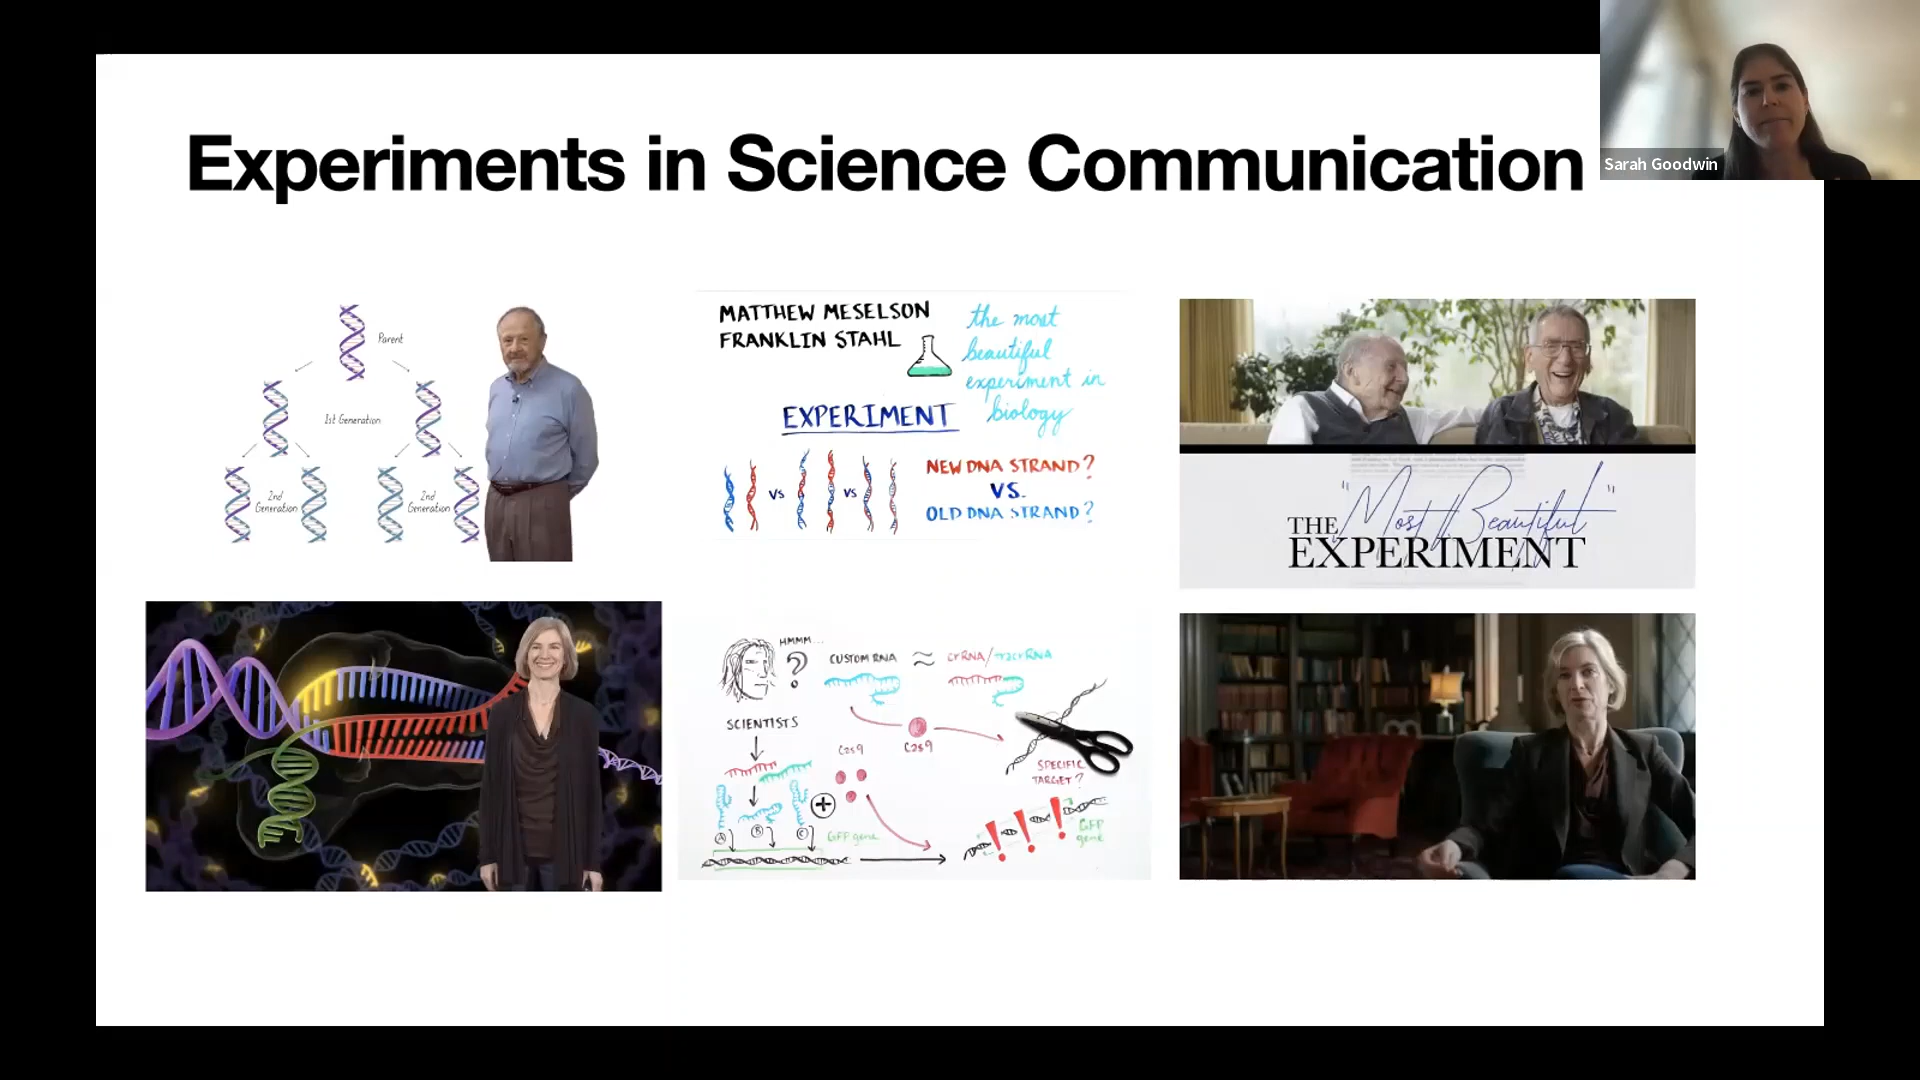 Experiments in Science Communication
Sarah Goodwin
Parent
1st Generation
2nd
Generation
2nd
Generation
MATTHEW MESELSON
FRANKLIN STAHL
the most
beautiful
experiment in
biology
EXPERIMENT
VS
VS
NEW DNA STRAND?
VS.
OLD DNA STRAND?
THE "Most Beautiful"
EXPERIMENT
HMMM...
?
CUSTOM RNA ≈ crRNA/tracrRNA
SCIENTISTS
Cas9
Cas9
SPECIFIC
TARGET?
A
B
C
GFP gene
GFP
gene